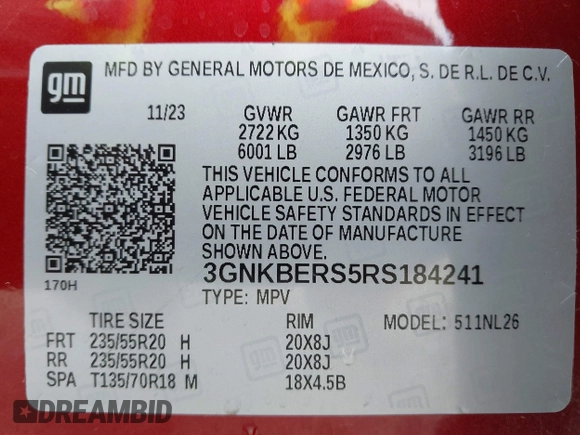 gm MFD BY GENERAL MOTORS DE MEXICO, S. DE R.L. DE C.V.
11/23 GVWR GAWR FRT GAWR RR
2722 KG 1350 KG 1450 KG
6001 LB 2976 LB 3196 LB
THIS VEHICLE CONFORMS TO ALL
APPLICABLE U.S. FEDERAL MOTOR
VEHICLE SAFETY STANDARDS IN EFFECT
ON THE DATE OF MANUFACTURE
SHOWN ABOVE.
170H 3GNKBERS5RS184241
TYPE: MPV
TIRE SIZE RIM MODEL: 511NL26
FRT 235/55R20 H 20X8J
RR 235/55R20 H 20X8J
SPA T135/70R18 M 18X4.5B
DREAMBID